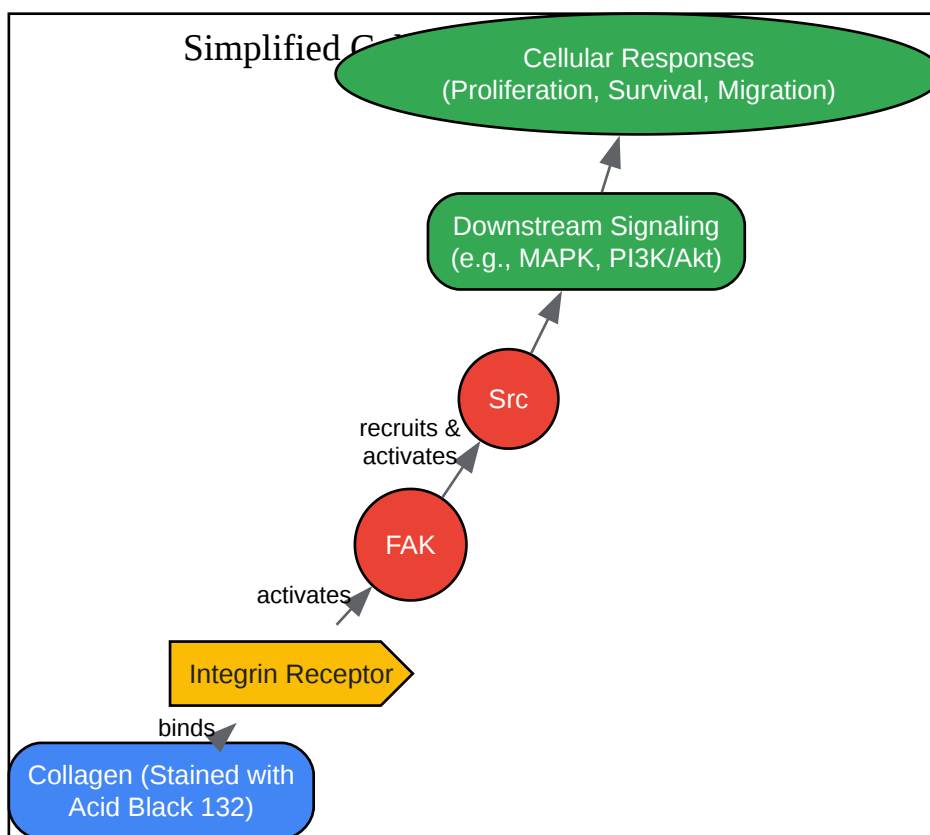 Simplified
Cellular Responses
(Proliferation, Survival, Migration)
Downstream Signaling
(e.g., MAPK, PI3K/Akt)
Src
recruits &
activates
FAK
activates
Integrin Receptor
binds
Collagen (Stained with
Acid Black 132)